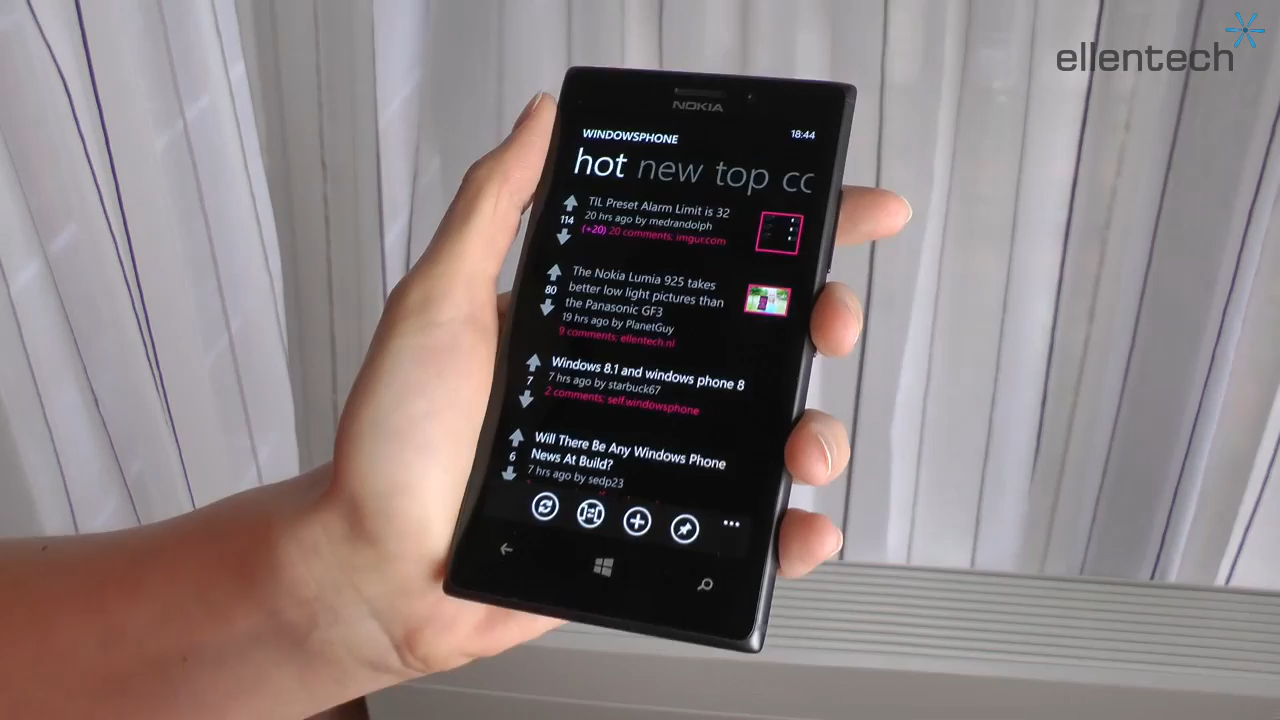 ellentech
NOKIA
WINDOWSPHONE
18:44
hot new top cc
TIL Preset Alarm Limit is 32
20 hrs ago by medrandolph
(+20) 20 comments, imgur.com
114
The Nokia Lumia 925 takes
better low light pictures than
the Panasonic GF3
19 hrs ago by PlanetGuy
9 comments, ellentech.nl
80
Windows 8.1 and windows phone 8
7 hrs ago by starbuck67
2 comments, self.windowsphone
7
Will There Be Any Windows Phone
News At Build?
7 hrs ago by sedp23
6